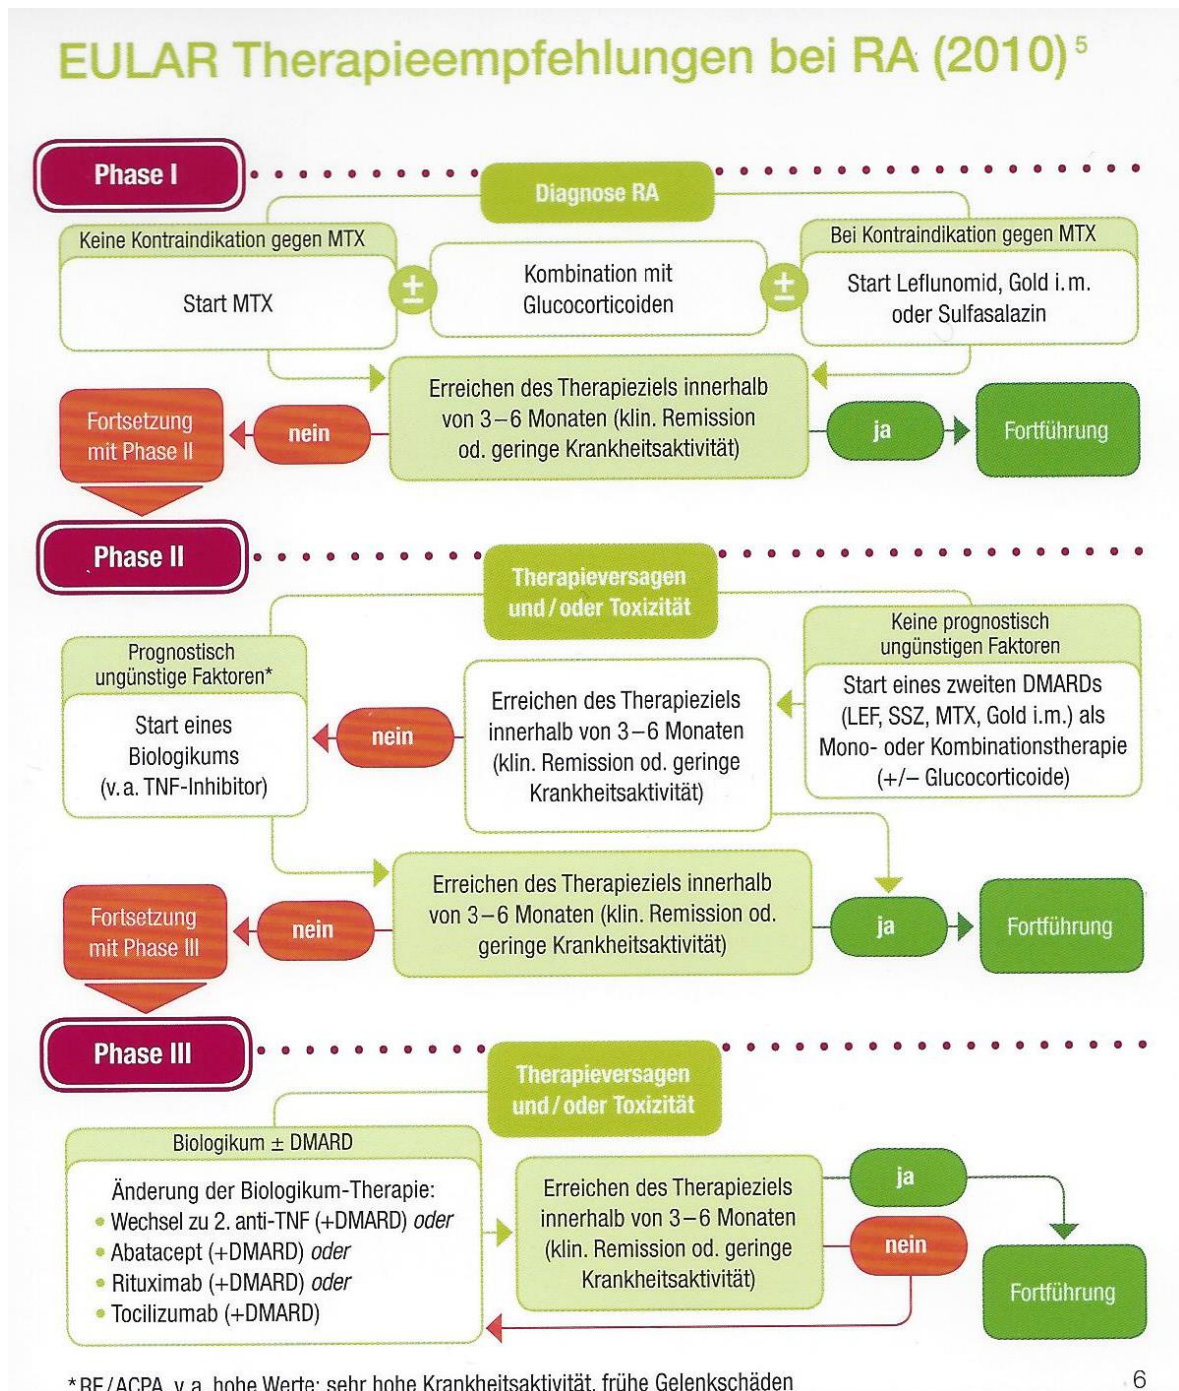 EULAR Therapieempfehlungen bei RA (2010) 5
Phase I
Diagnose RA
Keine Kontraindikation gegen MTX
Start MTX
±
Kombination mit
Glucocorticoiden
±
Bei Kontraindikation gegen MTX
Start Leflunomid, Gold i. m.
oder Sulfasalazin
Erreichen des Therapieziels innerhalb
von 3–6 Monaten (klin. Remission
od. geringe Krankheitsaktivität)
nein
Fortsetzung
mit Phase II
ja
Fortführung
Phase II
Therapieversagen
und / oder Toxizität
Prognostisch
ungünstige Faktoren*
Start eines
Biologikums
(v. a. TNF-Inhibitor)
nein
Erreichen des Therapieziels
innerhalb von 3–6 Monaten
(klin. Remission od. geringe
Krankheitsaktivität)
Keine prognostisch
ungünstigen Faktoren
Start eines zweiten DMARDs
(LEF, SSZ, MTX, Gold i.m.) als
Mono- oder Kombinationstherapie
(+/– Glucocorticoide)
Erreichen des Therapieziels innerhalb
von 3–6 Monaten (klin. Remission od.
geringe Krankheitsaktivität)
nein
Fortsetzung
mit Phase III
ja
Fortführung
Phase III
Therapieversagen
und / oder Toxizität
Biologikum ± DMARD
Änderung der Biologikum-Therapie:
• Wechsel zu 2. anti-TNF (+DMARD) oder
• Abatacept (+DMARD) oder
• Rituximab (+DMARD) oder
• Tocilizumab (+DMARD)
Erreichen des Therapieziels
innerhalb von 3–6 Monaten
(klin. Remission od. geringe
Krankheitsaktivität)
ja
nein
Fortführung
* RF / ACPA, v. a. hohe Werte; sehr hohe Krankheitsaktivität, frühe Gelenkschäden
6